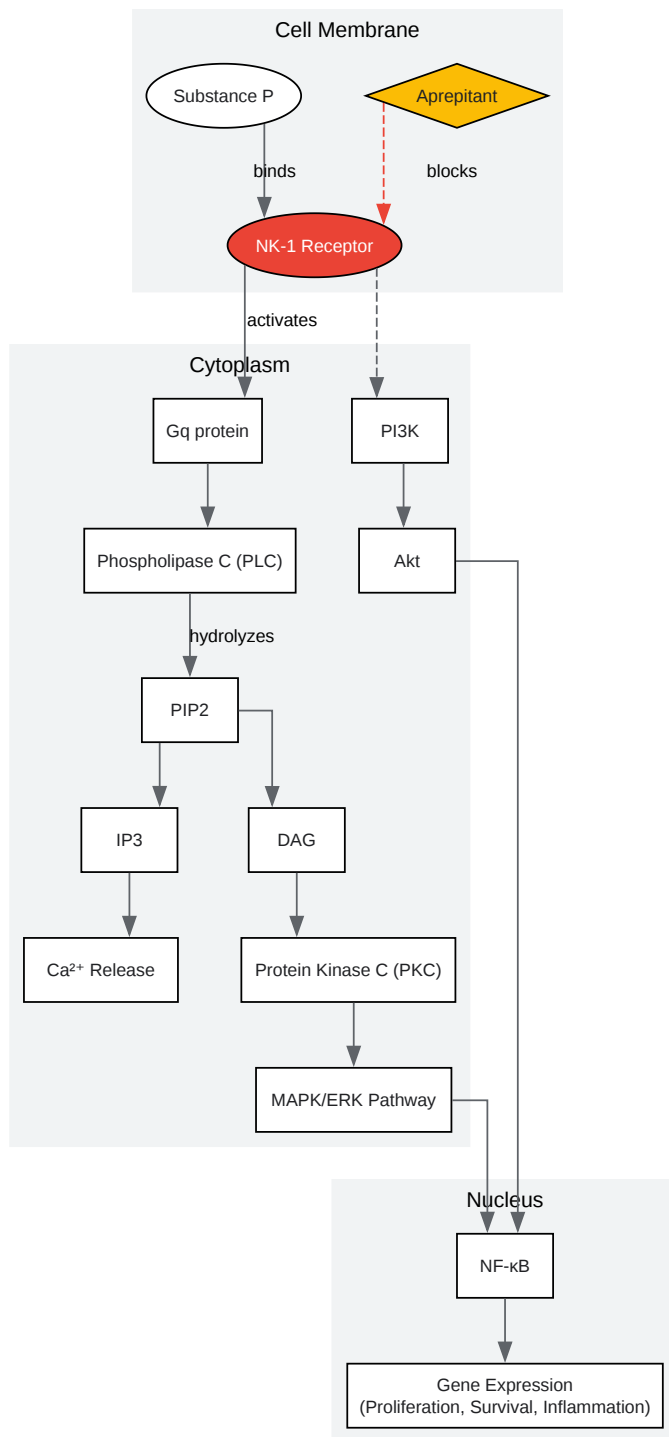 Cell Membrane
Substance P
Aprepitant
binds
blocks
NK-1 Receptor
activates
Cytoplasm
Gq protein
PI3K
Phospholipase C (PLC)
Akt
hydrolyzes
PIP2
IP3
DAG
Ca²⁺ Release
Protein Kinase C (PKC)
MAPK/ERK Pathway
Nucleus
NF-κB
Gene Expression
(Proliferation, Survival, Inflammation)